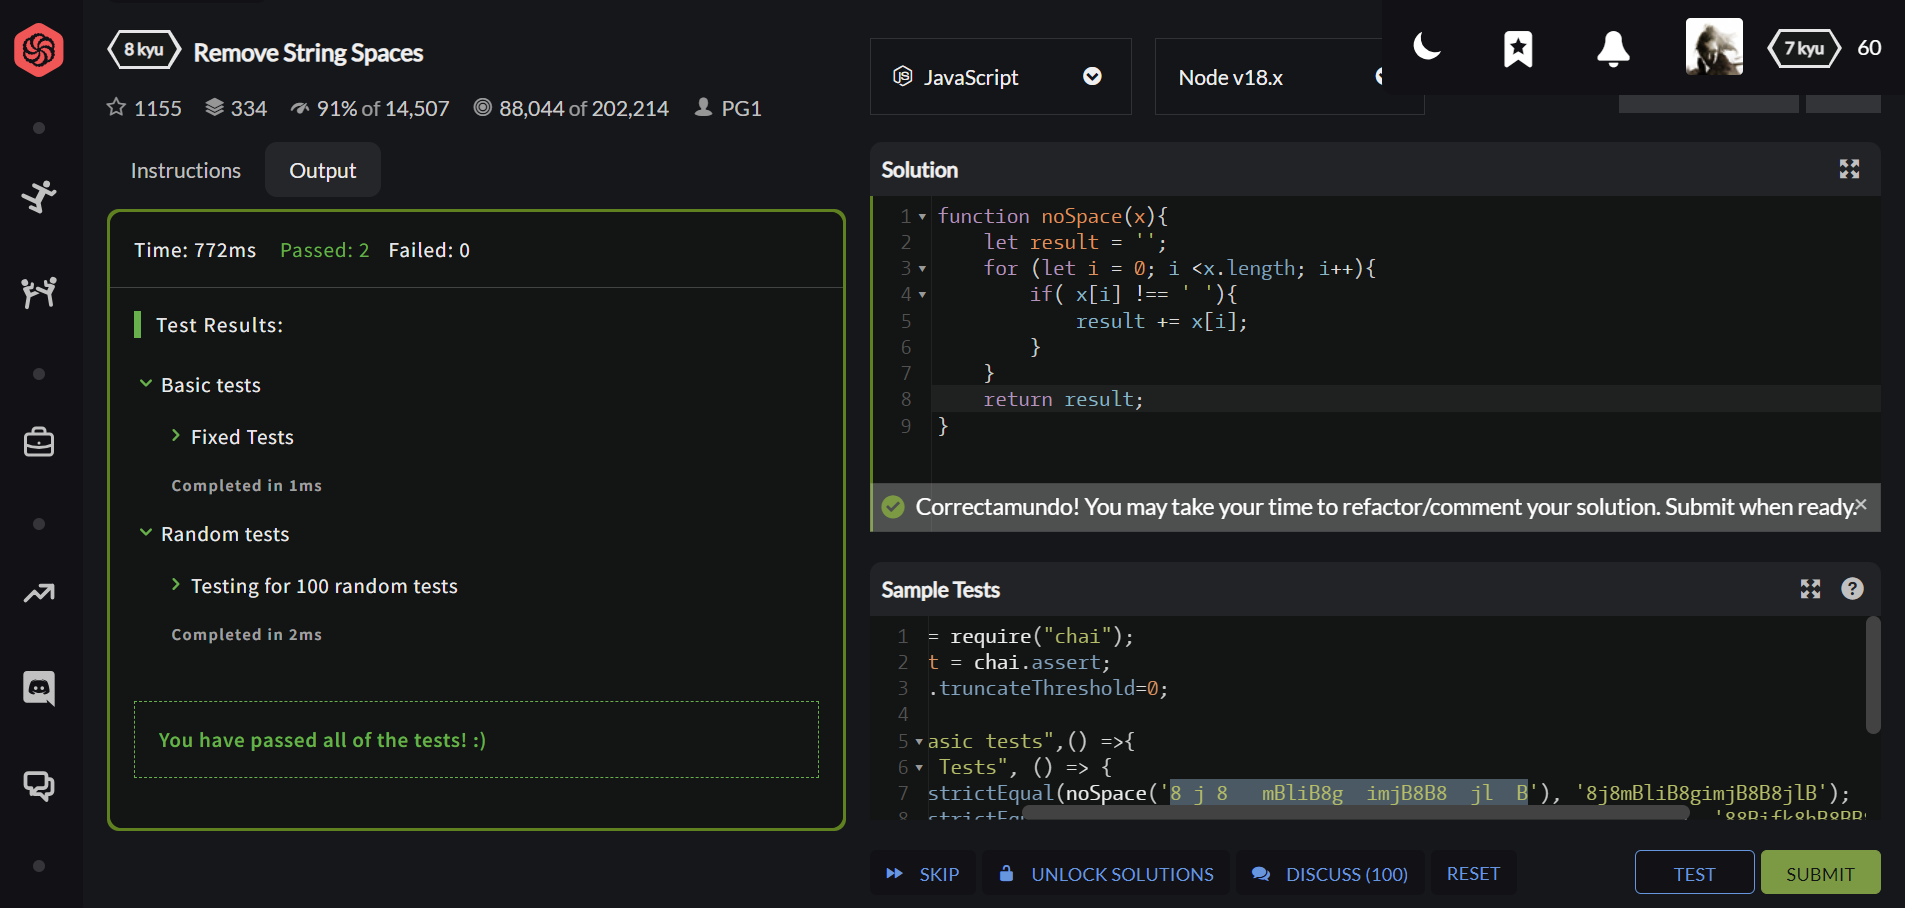 8 kyu
Remove String Spaces
1155 334 91% of 14,507 88,044 of 202,214 PG1
JavaScript
Node v18.x
7 kyu
60
Instructions
Output
Time: 772ms Passed: 2 Failed: 0
Test Results:
Basic tests
Fixed Tests
Completed in 1ms
Random tests
Testing for 100 random tests
Completed in 2ms
You have passed all of the tests! :)
Solution
1 function noSpace(x){
2     let result = '';
3     for (let i = 0; i <x.length; i++){
4         if( x[i] !== ' '){
5             result += x[i];
6         }
7     }
8     return result;
9 }
Correctamundo! You may take your time to refactor/comment your solution. Submit when ready.
Sample Tests
1 = require("chai");
2 t = chai.assert;
3 .truncateThreshold=0;
4
5 asic tests",() =>{
6  Tests", () => {
7 strictEqual(noSpace('8 j 8   mBliB8g  imjB8B8  jl  B'), '8j8mBliB8gimjB8B8jlB');
8
SKIP
UNLOCK SOLUTIONS
DISCUSS (100)
RESET
TEST
SUBMIT